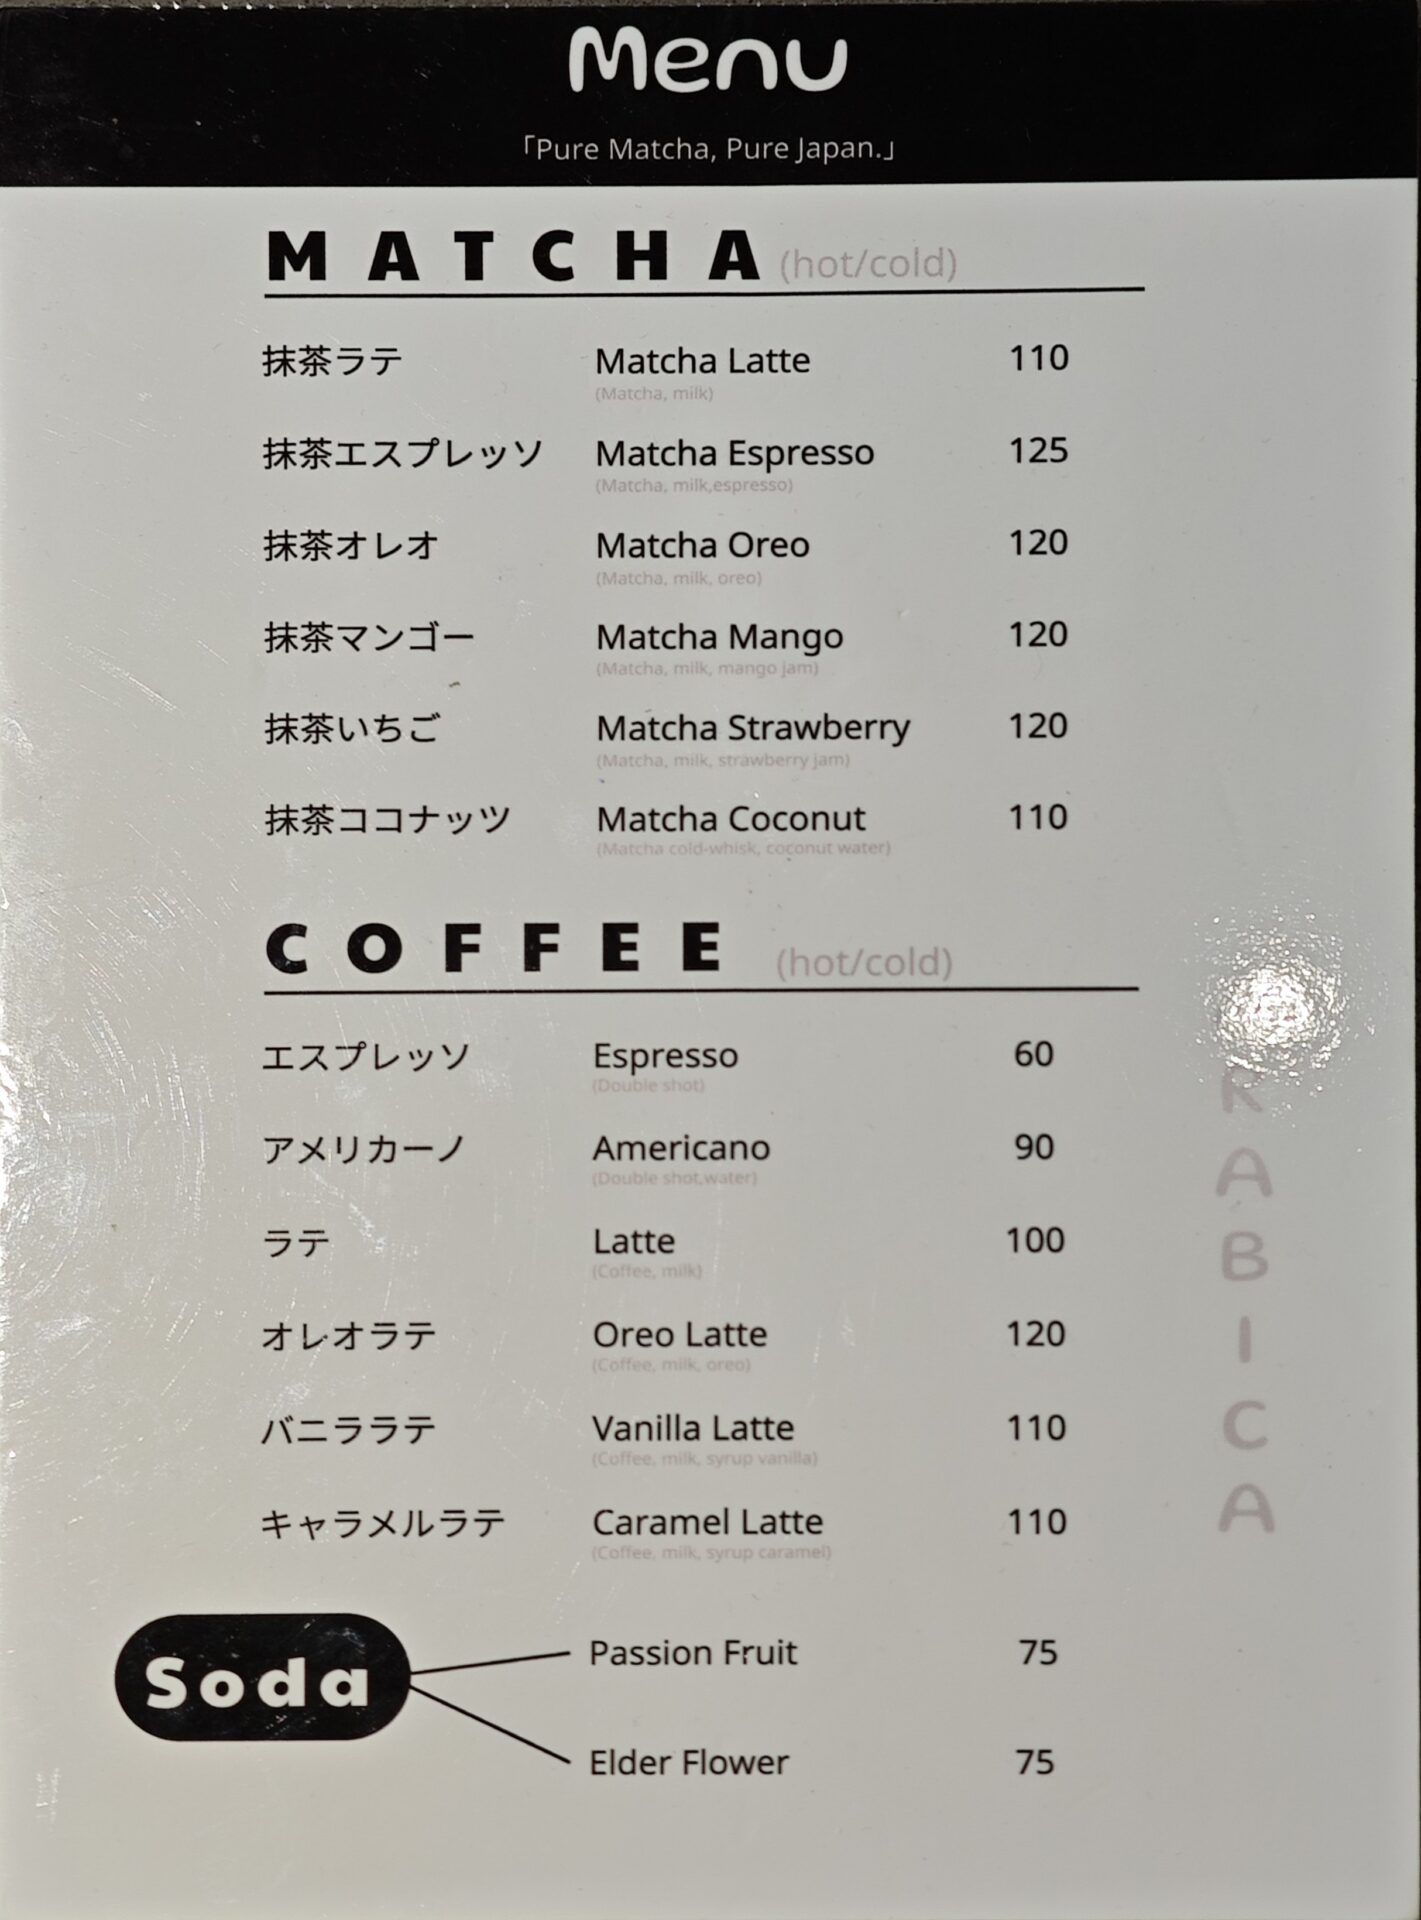 Menu
「Pure Matcha, Pure Japan.」
MATCHA (hot/cold)
抹茶ラテ Matcha Latte 110
(Matcha, milk)
抹茶エスプレッソ Matcha Espresso 125
(Matcha, milk,espresso)
抹茶オレオ Matcha Oreo 120
(Matcha, milk, oreo)
抹茶マンゴー Matcha Mango 120
(Matcha, milk, mango jam)
抹茶いちご Matcha Strawberry 120
(Matcha, milk, strawberry jam)
抹茶ココナッツ Matcha Coconut 110
(Matcha cold-whisk, coconut water)
COFFEE (hot/cold)
エスプレッソ Espresso 60
(Double shot)
アメリカーノ Americano 90
(Double shot,water)
ラテ Latte 100
(Coffee, milk)
オレオラテ Oreo Latte 120
(Coffee, milk, oreo)
バニララテ Vanilla Latte 110
(Coffee, milk, syrup vanilla)
キャラメルラテ Caramel Latte 110
(Coffee, milk, syrup caramel)
Soda
Passion Fruit 75
Elder Flower 75